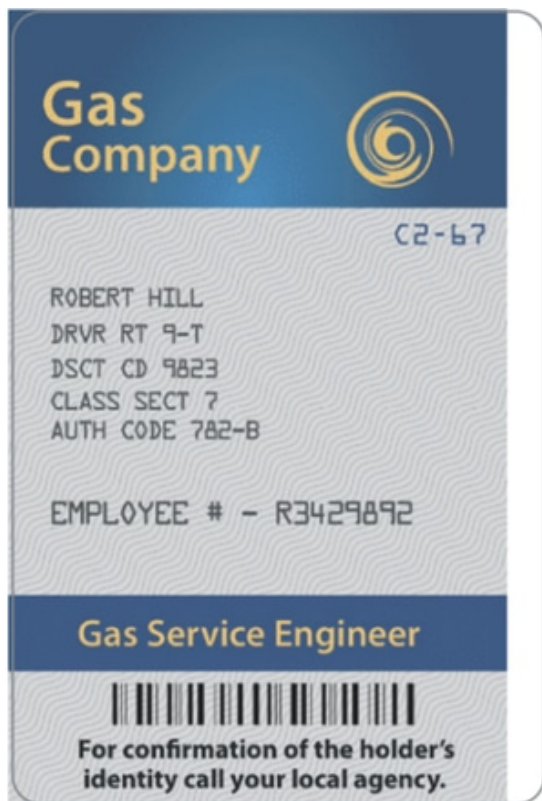 Gas
Company
C2-67
ROBERT HILL
DRVR RT 9-T
DSCT CD 9823
CLASS SECT 7
AUTH CODE 782-B
EMPLOYEE # - R3429892
Gas Service Engineer
For confirmation of the holder's
identity call your local agency.